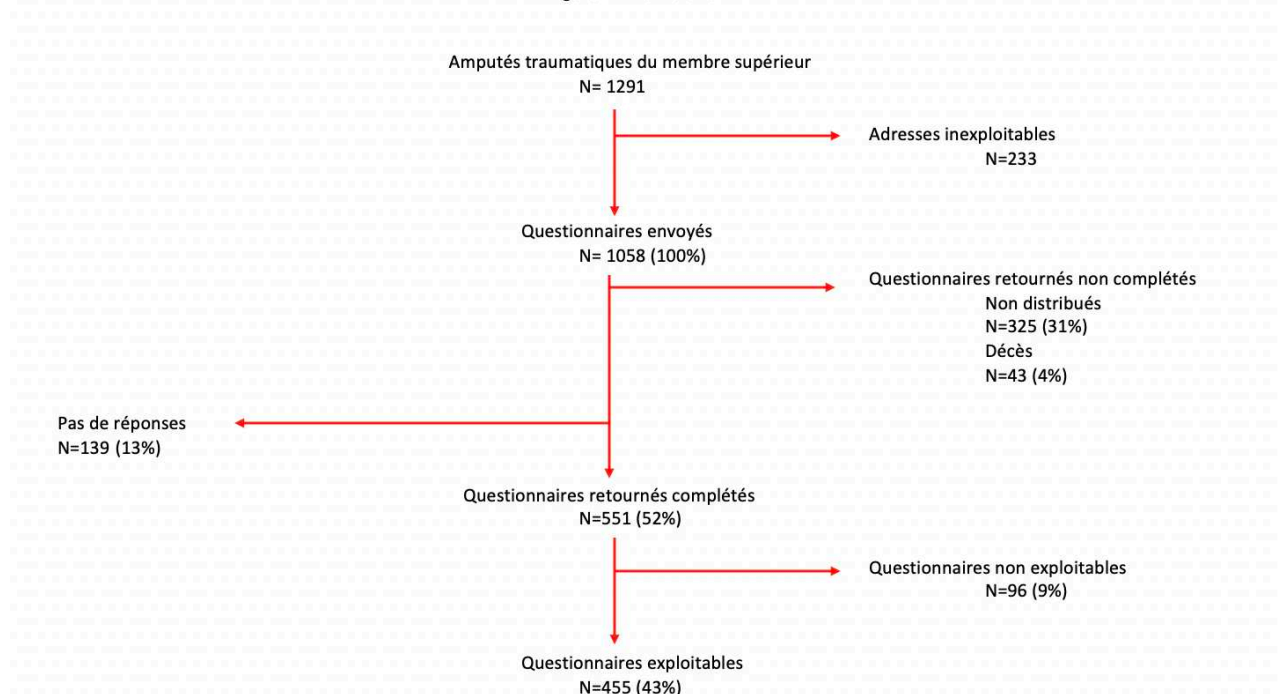 Amputés traumatiques du membre supérieur
N= 1291
Adresses inexploitables
N=233
Questionnaires envoyés
N= 1058 (100%)
Questionnaires retournés non complétés
Non distribués
N=325 (31%)
Décès
N=43 (4%)
Pas de réponses
N=139 (13%)
Questionnaires retournés complétés
N=551 (52%)
Questionnaires non exploitables
N=96 (9%)
Questionnaires exploitables
N=455 (43%)